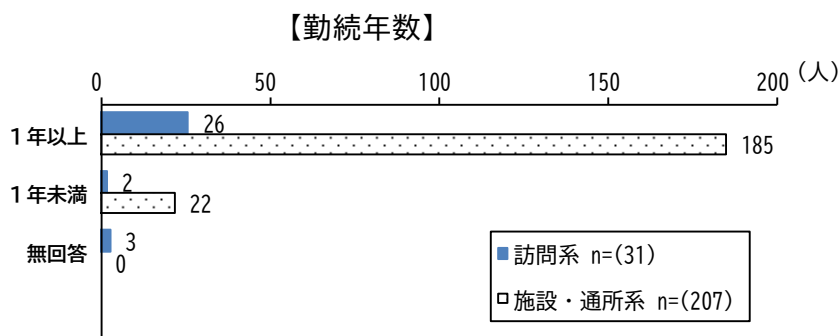 【勤続年数】
0 50 100 150 200 (人)
１年以上 26
185
１年未満 2
22
無回答 3
0
訪問系 n=(31)
施設・通所系 n=(207)